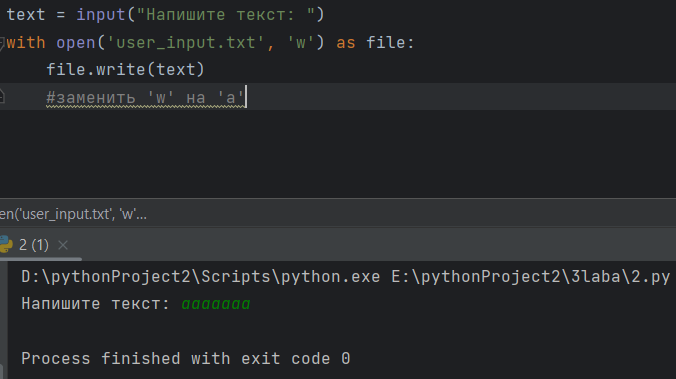 text = input("Напишите текст: ")
with open('user_input.txt', 'w') as file:
    file.write(text)
    #заменить 'w' на 'a'
en('user_input.txt', 'w'...
2 (1) ×
D:\pythonProject2\Scripts\python.exe E:\pythonProject2\3laba\2.py
Напишите текст: ааааааа
Process finished with exit code 0